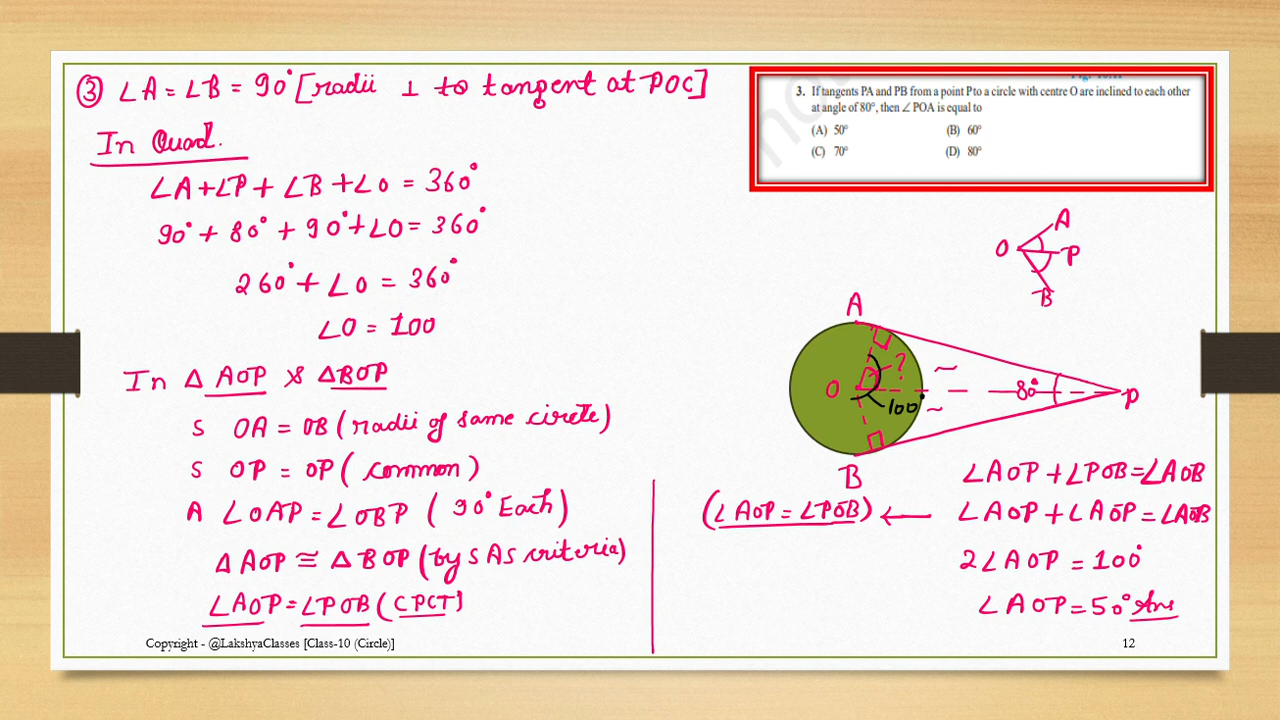 ③ ∠A = ∠B = 90° [radii ⊥ to tangent at POC]
In Quad.
∠A + ∠P + ∠B + ∠O = 360°
90° + 80° + 90° + ∠O = 360°
260° + ∠O = 360°
∠O = 100
In △ AOP & △BOP
S OA = OB (radii of same circle)
S OP = OP (common)
A ∠OAP = ∠OBP (90° Each)
△ AOP ≅ △ BOP (by SAS criteria)
∠AOP = ∠POB (CPCT)
3. If tangents PA and PB from a point P to a circle with centre O are inclined to each other
at angle of 80°, then ∠ POA is equal to
(A) 50° (B) 60°
(C) 70° (D) 80°
A
O
P
B
A
?
O
80°
P
100°
B
∠AOP + ∠POB = ∠AOB
(∠AOP = ∠POB) ← ∠AOP + ∠AOP = ∠AOB
2∠AOP = 100°
∠AOP = 50° Ans
Copyright - @LakshyaClasses [Class-10 (Circle)]
12